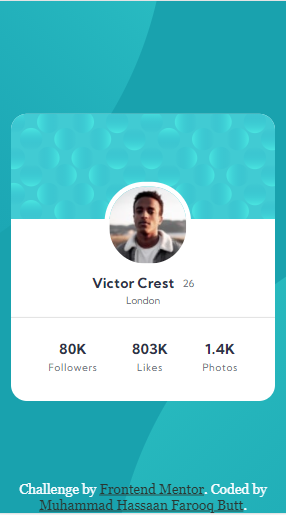 Victor Crest 26
London
80K 803K 1.4K
Followers Likes Photos
Challenge by Frontend Mentor. Coded by
Muhammad Hassaan Farooq Butt.